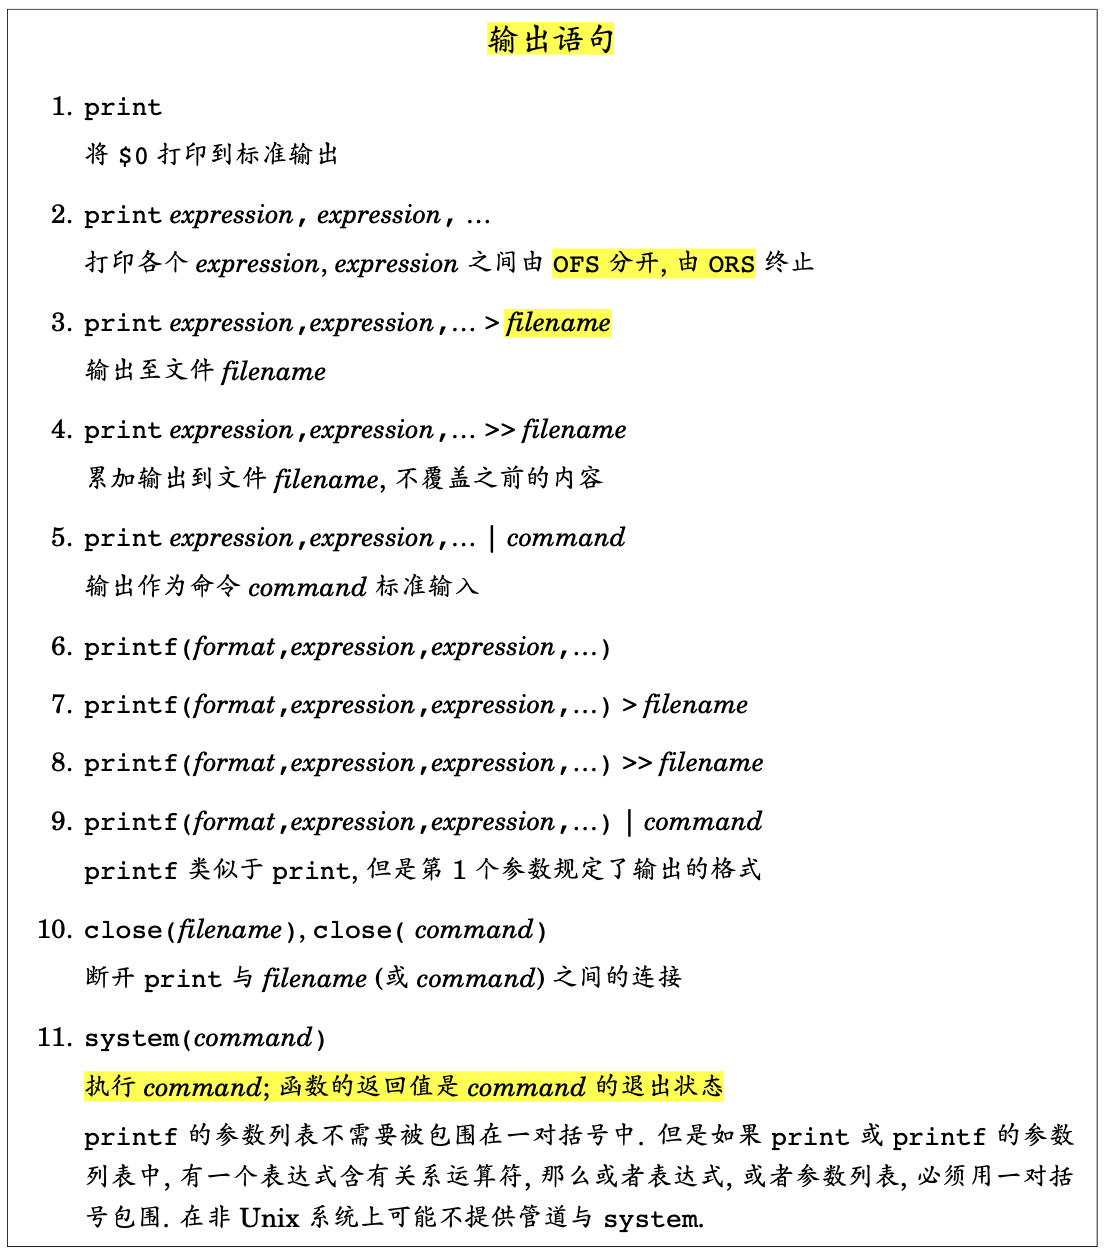 输出语句
1. print
将 $0 打印到标准输出
2. print expression, expression, ...
打印各个 expression, expression 之间由 OFS 分开, 由 ORS 终止
3. print expression,expression,... > filename
输出至文件 filename
4. print expression,expression,... >> filename
累加输出到文件 filename, 不覆盖之前的内容
5. print expression,expression,... | command
输出作为命令 command 标准输入
6. printf(format,expression,expression,...)
7. printf(format,expression,expression,...) > filename
8. printf(format,expression,expression,...) >> filename
9. printf(format,expression,expression,...) | command
printf 类似于 print, 但是第 1 个参数规定了输出的格式
10. close(filename), close( command)
断开 print 与 filename (或 command) 之间的连接
11. system(command)
执行 command; 函数的返回值是 command 的退出状态
printf 的参数列表不需要被包围在一对括号中. 但是如果 print 或 printf 的参数
列表中, 有一个表达式含有关系运算符, 那么或者表达式, 或者参数列表, 必须用一对括
号包围. 在非 Unix 系统上可能不提供管道与 system.